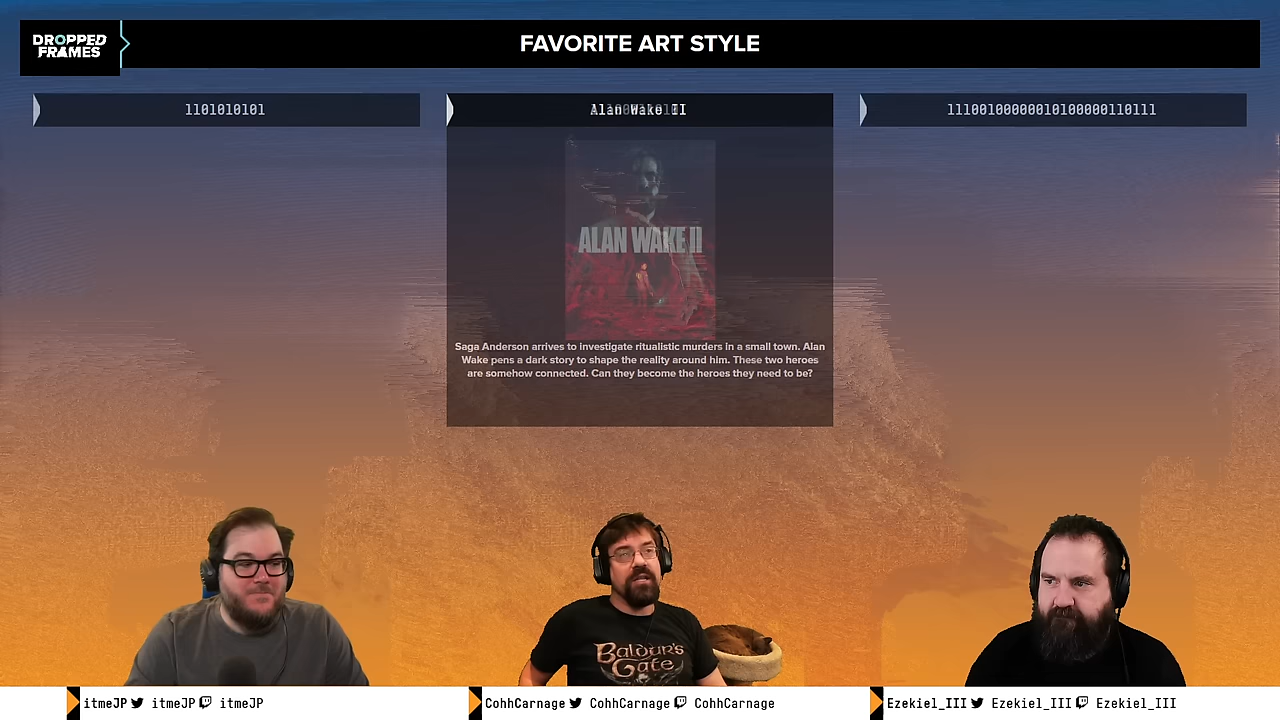 DROPPED
FRAMES
FAVORITE ART STYLE
1101010101
Alan Wake II
11100100000010100000110111
ALAN WAKE II
Saga Anderson arrives to investigate ritualistic murders in a small town. Alan
Wake pens a dark story to shape the reality around him. These two heroes
are somehow connected. Can they become the heroes they need to be?
Baldur's
Gate
itmeJP itmeJP itmeJP
CohhCarnage CohhCarnage CohhCarnage
Ezekiel_III Ezekiel_III Ezekiel_III